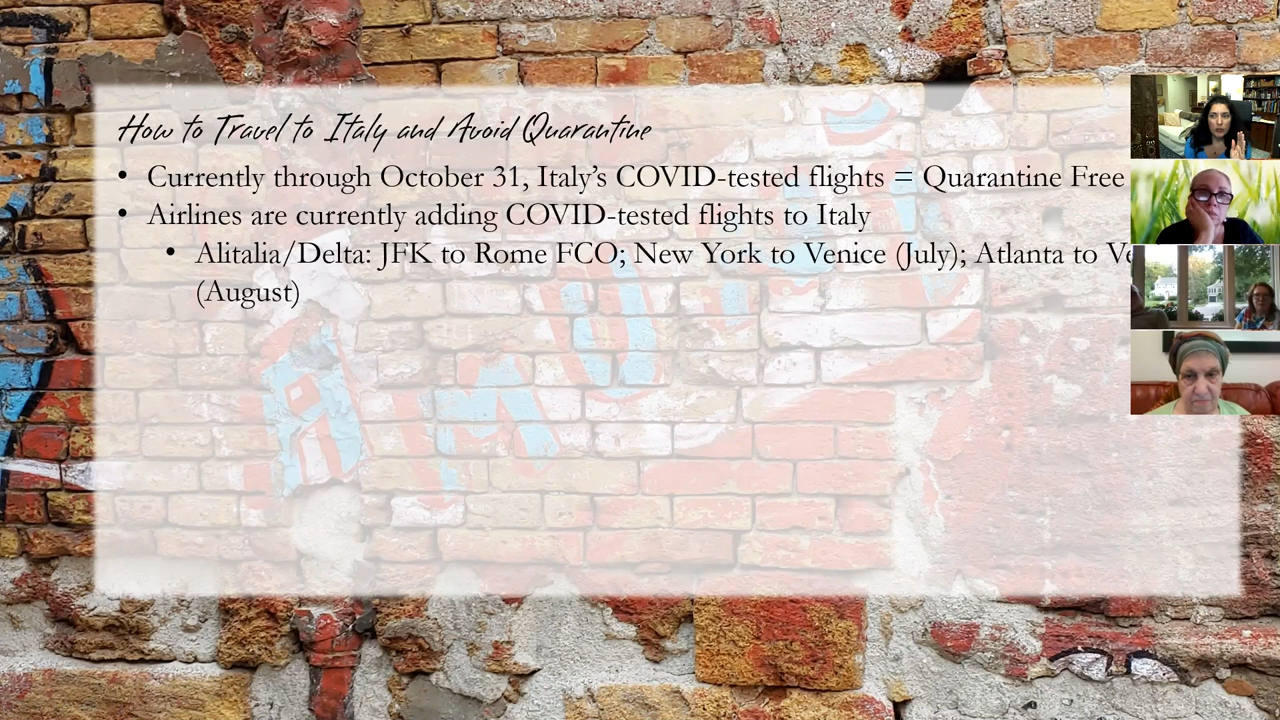 How to Travel to Italy and Avoid Quarantine
• Currently through October 31, Italy's COVID-tested flights = Quarantine Free
• Airlines are currently adding COVID-tested flights to Italy
• Alitalia/Delta: JFK to Rome FCO; New York to Venice (July); Atlanta to
(August)